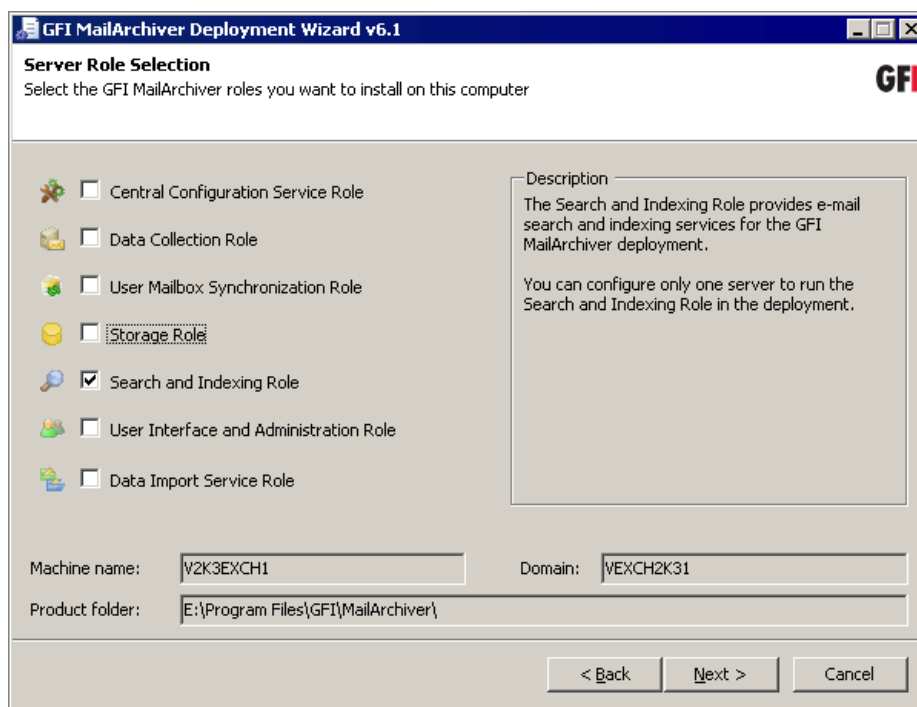 GFI MailArchiver Deployment Wizard v6.1
Server Role Selection
Select the GFI MailArchiver roles you want to install on this computer
GFI
Central Configuration Service Role
Data Collection Role
User Mailbox Synchronization Role
Storage Role
Search and Indexing Role
User Interface and Administration Role
Data Import Service Role
Description
The Search and Indexing Role provides e-mail
search and indexing services for the GFI
MailArchiver deployment.
You can configure only one server to run the
Search and Indexing Role in the deployment.
Machine name: V2K3EXCH1 Domain: VEXCH2K31
Product folder: E:\Program Files\GFI\MailArchiver\
< Back Next > Cancel